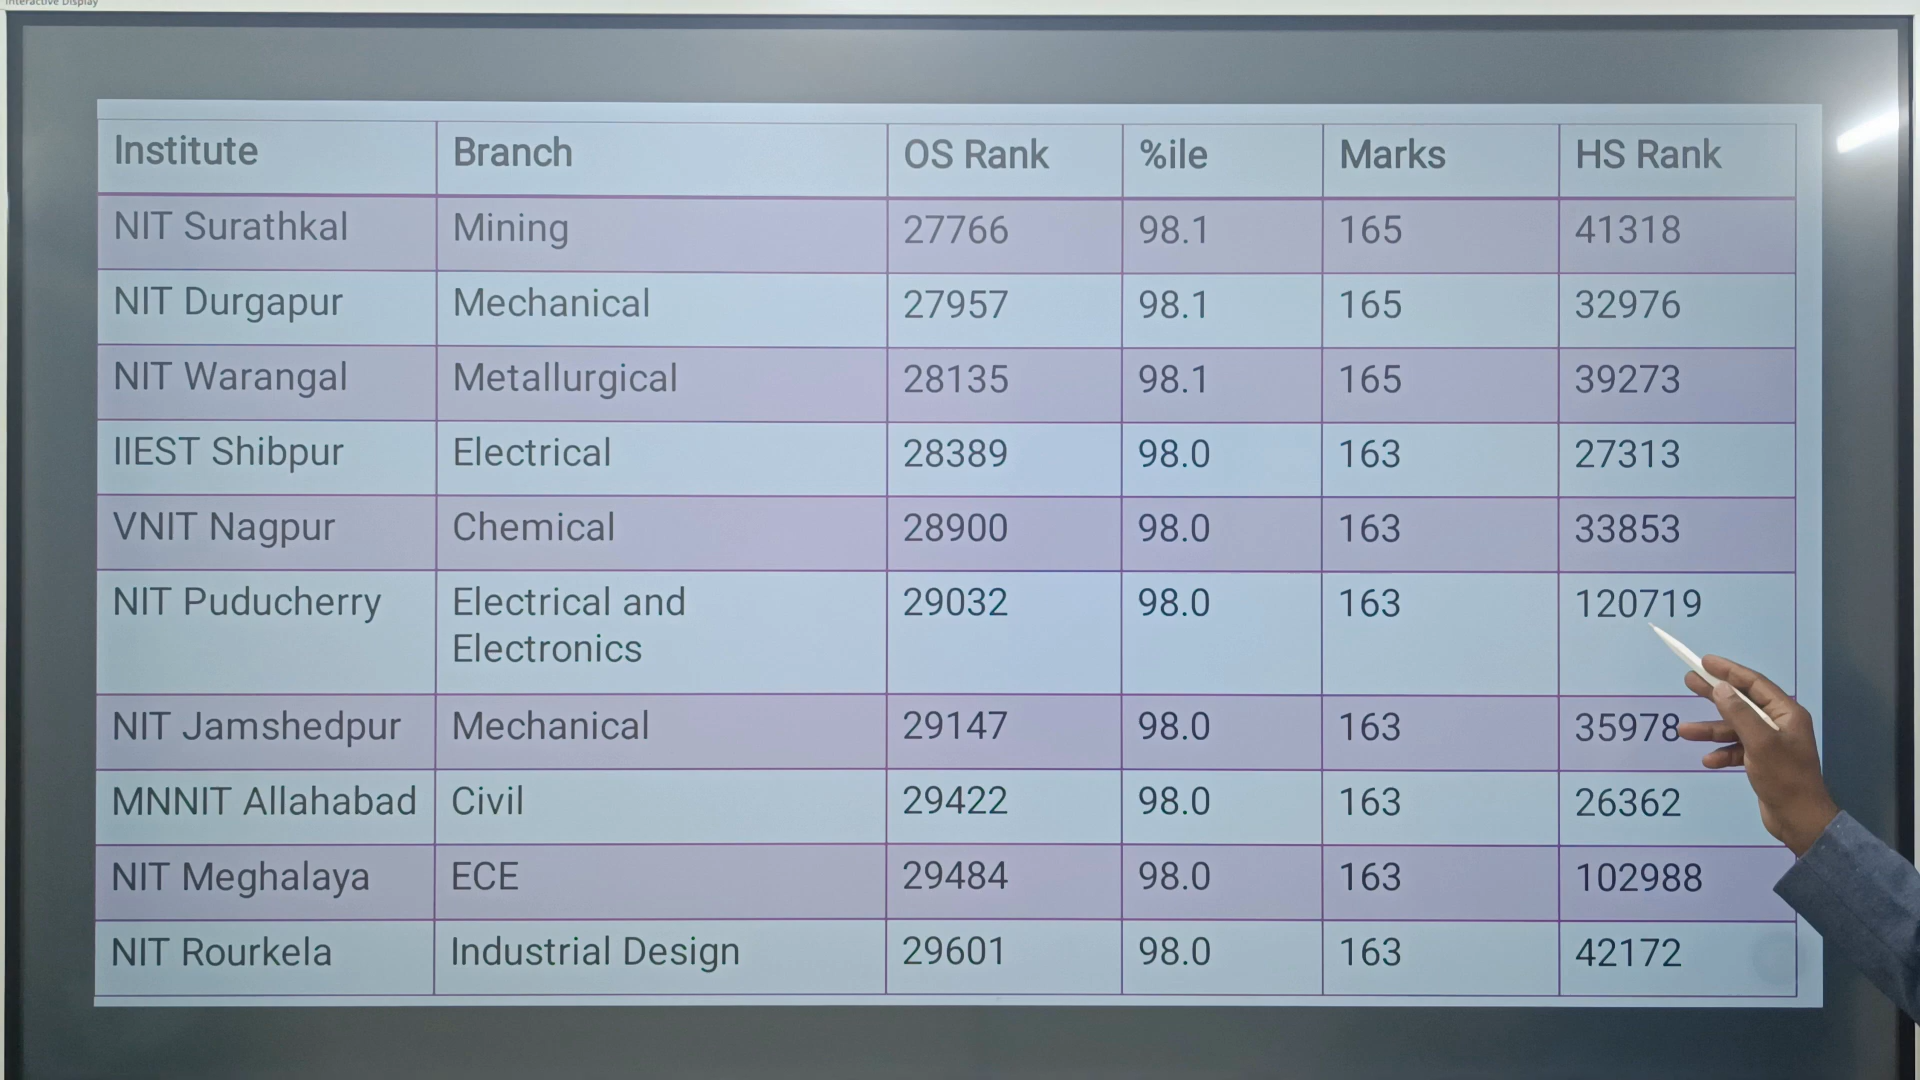 Interactive Display
Institute Branch OS Rank %ile Marks HS Rank
NIT Surathkal Mining 27766 98.1 165 41318
NIT Durgapur Mechanical 27957 98.1 165 32976
NIT Warangal Metallurgical 28135 98.1 165 39273
IIEST Shibpur Electrical 28389 98.0 163 27313
VNIT Nagpur Chemical 28900 98.0 163 33853
NIT Puducherry Electrical and 29032 98.0 163 120719
Electronics
NIT Jamshedpur Mechanical 29147 98.0 163 35978
MNNIT Allahabad Civil 29422 98.0 163 26362
NIT Meghalaya ECE 29484 98.0 163 102988
NIT Rourkela Industrial Design 29601 98.0 163 42172